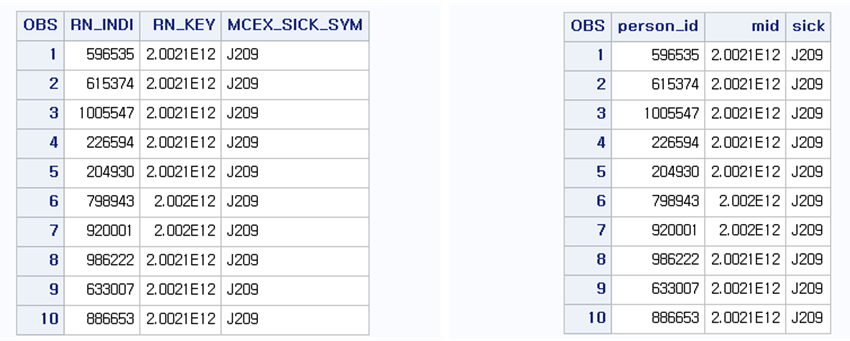 OBS RN_INDI RN_KEY MCEX_SICK_SYM
1 596535 2.0021E12 J209
2 615374 2.0021E12 J209
3 1005547 2.0021E12 J209
4 226594 2.0021E12 J209
5 204930 2.0021E12 J209
6 798943 2.002E12 J209
7 920001 2.002E12 J209
8 986222 2.0021E12 J209
9 633007 2.0021E12 J209
10 886653 2.0021E12 J209
OBS person_id mid sick
1 596535 2.0021E12 J209
2 615374 2.0021E12 J209
3 1005547 2.0021E12 J209
4 226594 2.0021E12 J209
5 204930 2.0021E12 J209
6 798943 2.002E12 J209
7 920001 2.002E12 J209
8 986222 2.0021E12 J209
9 633007 2.0021E12 J209
10 886653 2.0021E12 J209